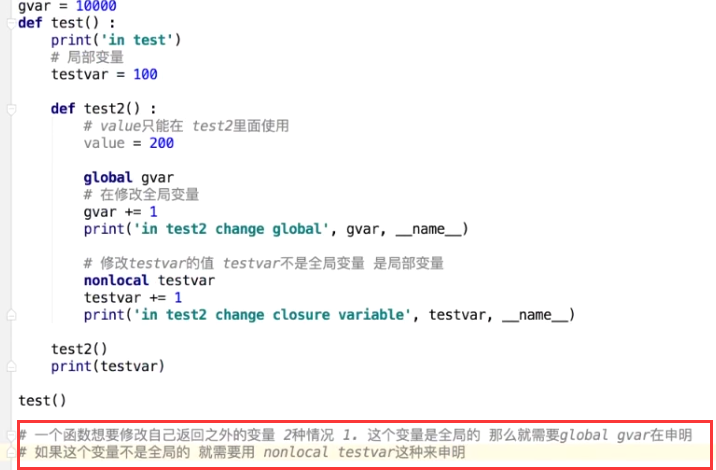 gvar = 10000
def test() :
    print('in test')
    # 局部变量
    testvar = 100
    def test2() :
        # value只能在 test2里面使用
        value = 200
        global gvar
        # 在修改全局变量
        gvar += 1
        print('in test2 change global', gvar, __name__)
        # 修改testvar的值 testvar不是全局变量 是局部变量
        nonlocal testvar
        testvar += 1
        print('in test2 change closure variable', testvar, __name__)
    test2()
    print(testvar)
test()
# 一个函数想要修改自己返回之外的变量 2种情况 1. 这个变量是全局的 那么就需要global gvar在申明
# 如果这个变量不是全局的 就需要用 nonlocal testvar这种来申明